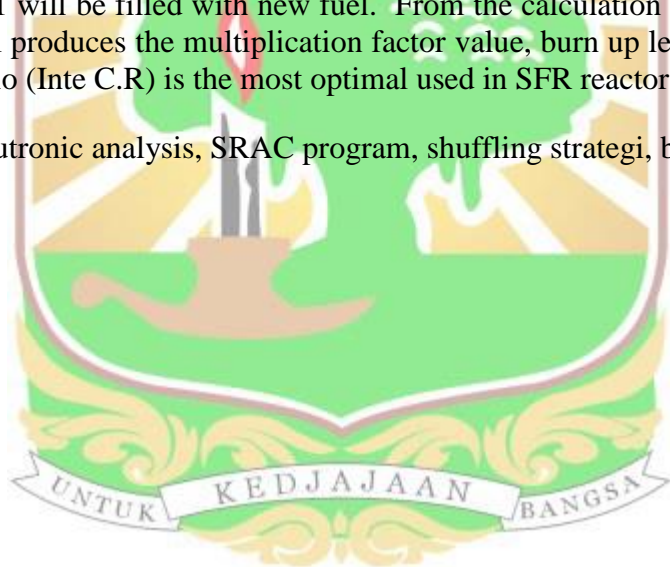 1 will be filled with new fuel. From the calculation
produces the multiplication factor value, burn up le
o (Inte C.R) is the most optimal used in SFR reactor
utronic analysis, SRAC program, shuffling strategi, b
UNTUK KEDJAJAAN BANGSA